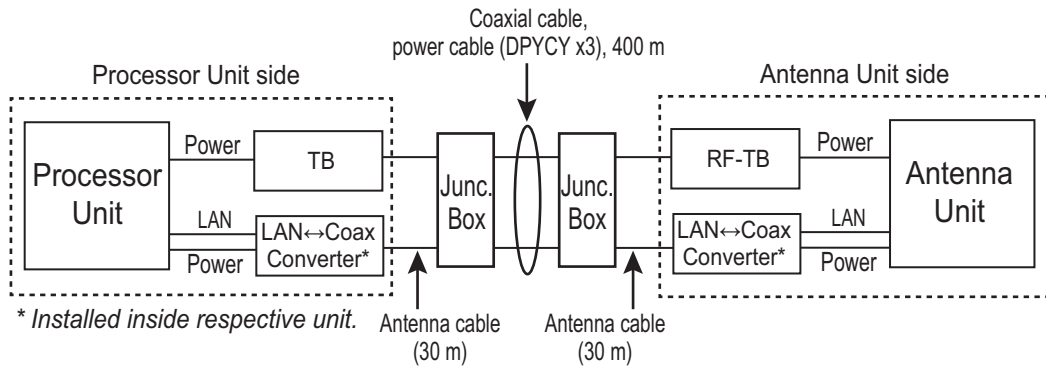 Coaxial cable,
power cable (DPYCY x3), 400 m
Processor Unit side
Antenna Unit side
Processor
Unit
Power
TB
LAN
Power
LAN↔Coax
Converter*
Junc.
Box
Junc.
Box
RF-TB
Power
LAN↔Coax
Converter*
LAN
Power
Antenna
Unit
* Installed inside respective unit.
Antenna cable
(30 m)
Antenna cable
(30 m)